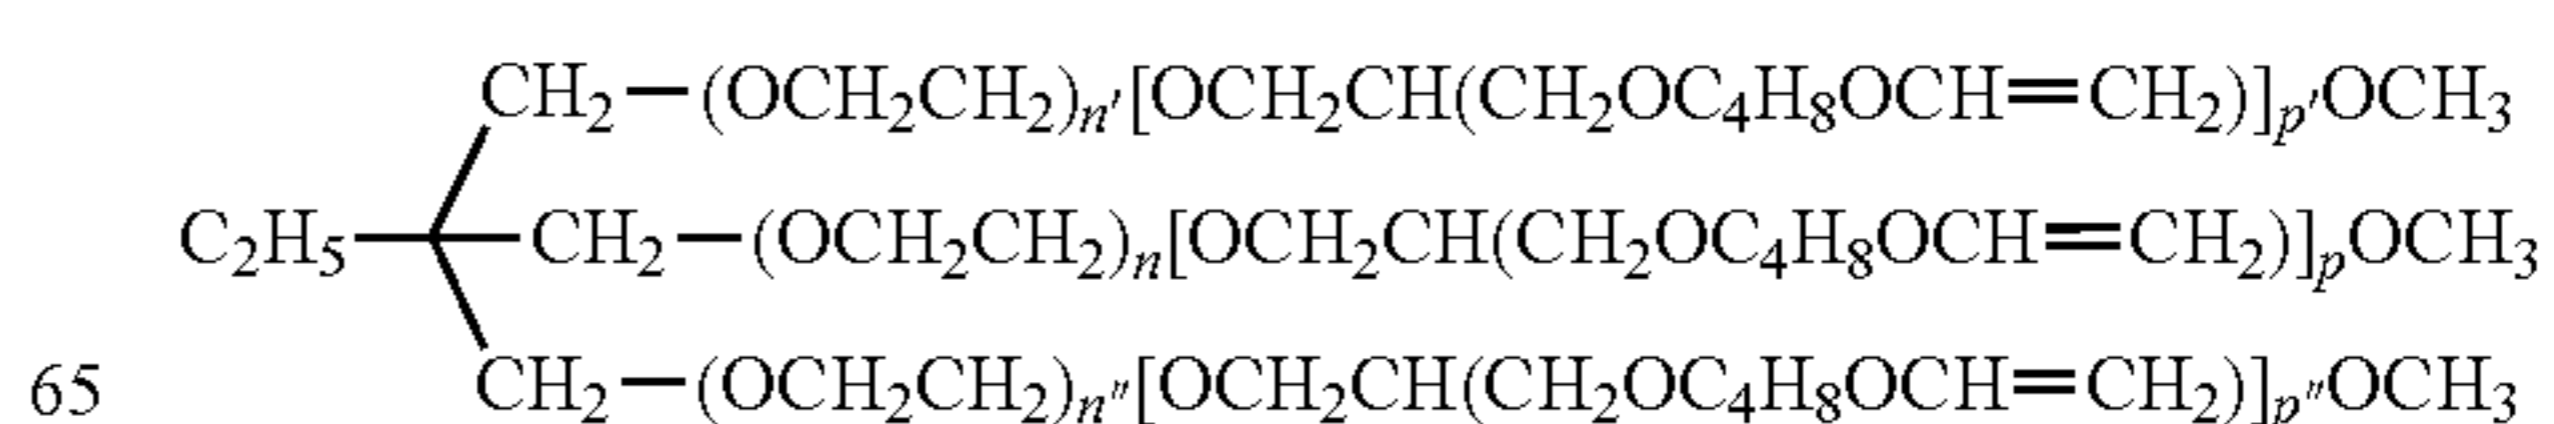 CH₂—(OCH₂CH₂)ₙ′[OCH₂CH(CH₂OC₄H₈OCH=CH₂)]ₚ′OCH₃
C₂H₅ CH₂—(OCH₂CH₂)ₙ[OCH₂CH(CH₂OC₄H₈OCH=CH₂)]ₚOCH₃
65 CH₂—(OCH₂CH₂)ₙ″[OCH₂CH(CH₂OC₄H₈OCH=CH₂)]ₚ″OCH₃